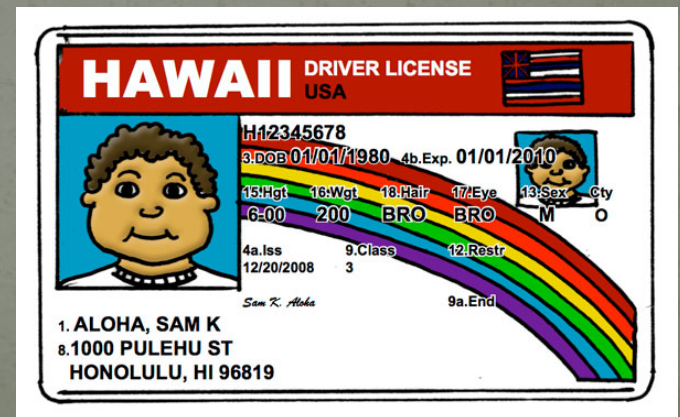 HAWAII DRIVER LICENSE
USA
H12345678
3.DOB 01/01/1980 4b.Exp. 01/01/2010
15.Hgt 16.Wgt 18.Hair 17.Eye 13.Sex Cty
6-00 200 BRO BRO M O
4a.Iss 9.Class 12.Restr
12/20/2008 3
Sam K. Aloha 9a.End
1. ALOHA, SAM K
8.1000 PULEHU ST
HONOLULU, HI 96819